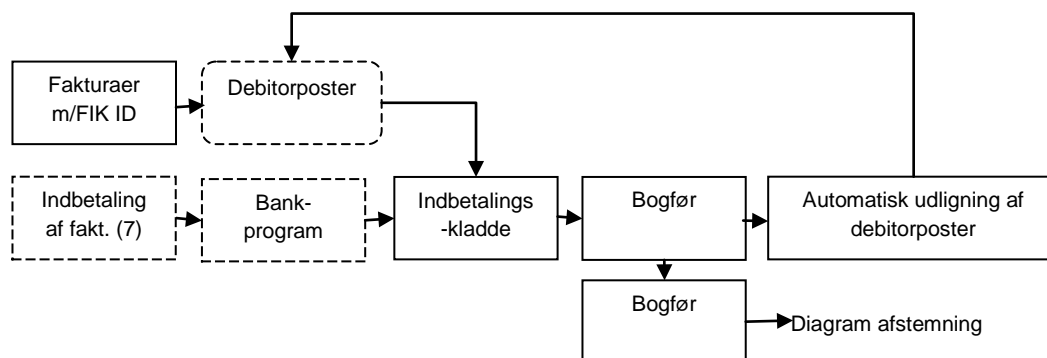 Fakturaer
m/FIK ID
Debitorposter
Indbetaling
af fakt. (7)
Bank-
program
Indbetalings
-kladde
Bogfør
Automatisk udligning af
debitorposter
Bogfør
Diagram afstemning